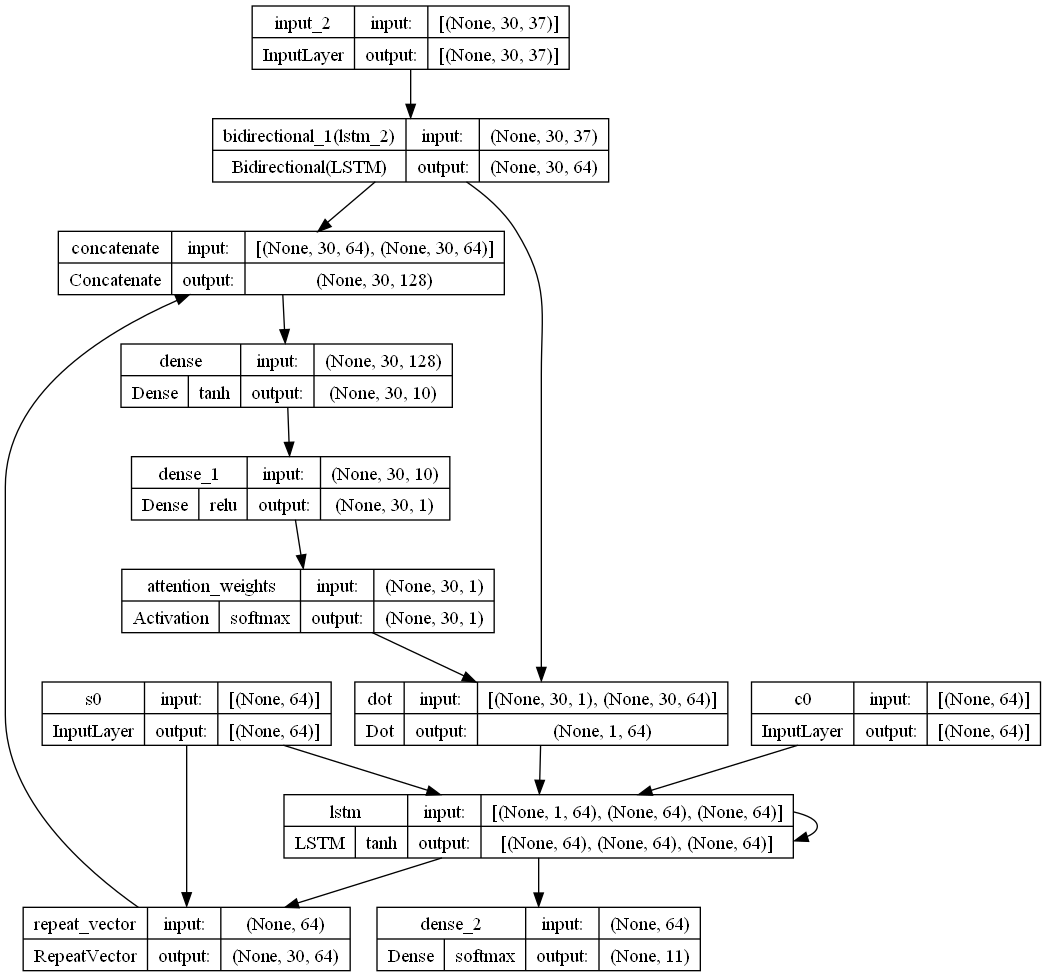 input_2 input: [(None, 30, 37)]
InputLayer output: [(None, 30, 37)]
bidirectional_1(lstm_2) input: (None, 30, 37)
Bidirectional(LSTM) output: (None, 30, 64)
concatenate input: [(None, 30, 64), (None, 30, 64)]
Concatenate output: (None, 30, 128)
dense input: (None, 30, 128)
Dense tanh output: (None, 30, 10)
dense_1 input: (None, 30, 10)
Dense relu output: (None, 30, 1)
attention_weights input: (None, 30, 1)
Activation softmax output: (None, 30, 1)
s0 input: [(None, 64)]
InputLayer output: [(None, 64)]
dot input: [(None, 30, 1), (None, 30, 64)]
Dot output: (None, 1, 64)
c0 input: [(None, 64)]
InputLayer output: [(None, 64)]
lstm input: [(None, 1, 64), (None, 64), (None, 64)]
LSTM tanh output: [(None, 64), (None, 64), (None, 64)]
repeat_vector input: (None, 64)
RepeatVector output: (None, 30, 64)
dense_2 input: (None, 64)
Dense softmax output: (None, 11)